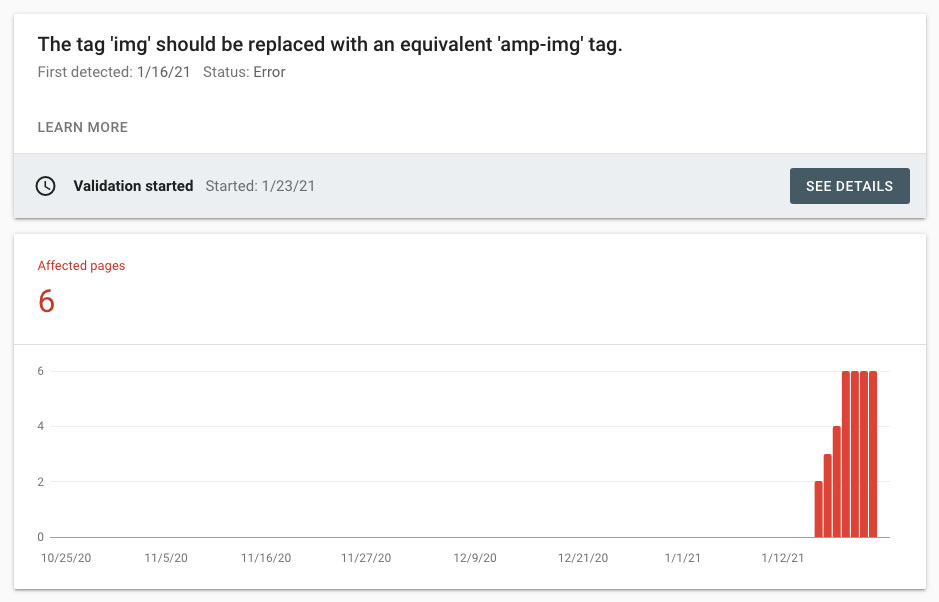 The tag 'img' should be replaced with an equivalent 'amp-img' tag.
First detected: 1/16/21 Status: Error
LEARN MORE
Validation started Started: 1/23/21
SEE DETAILS
Affected pages
6
6
4
2
0
10/25/20 11/5/20 11/16/20 11/27/20 12/9/20 12/21/20 1/1/21 1/12/21